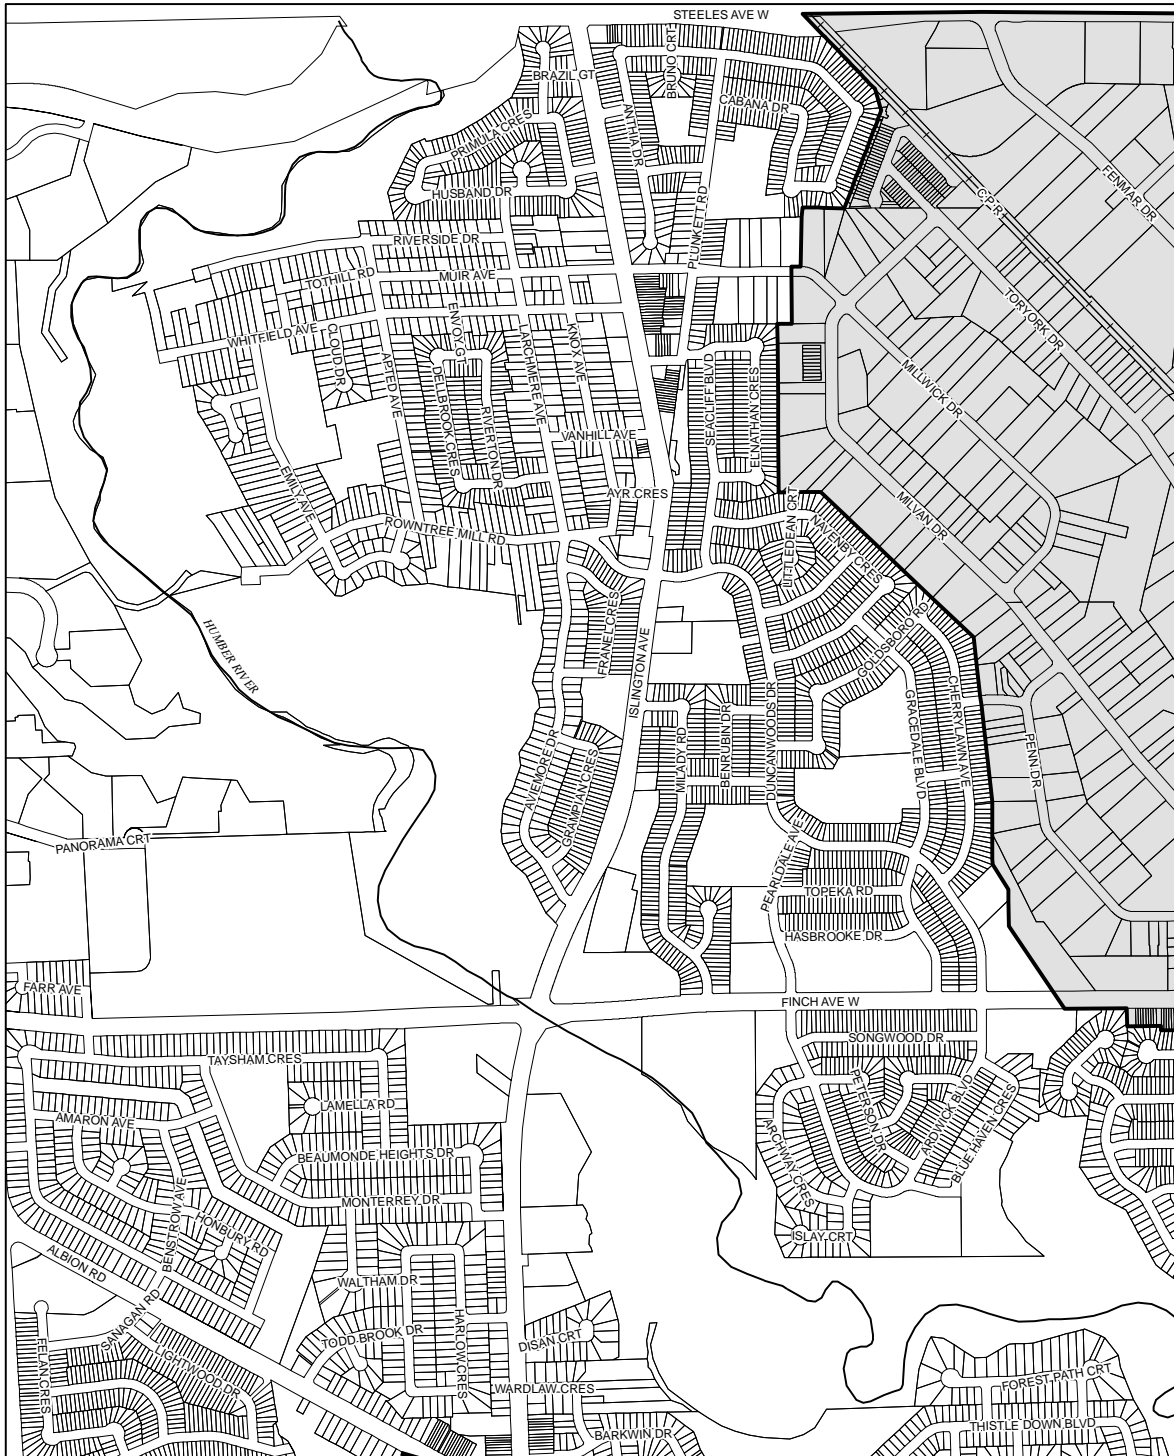 STEELES AVE W
BRUNO CRT
BRAZIL GT
ANTHIA DR
CABANA DR
PRIMULA CRES
HUSBAND DR
FENMAR DR
C.P.R
PLUNKETT RD
RIVERSIDE DR
MUIR AVE
TOTHILL RD
TORYORK DR
WHITFIELD AVE
CLOUD DR
ENVOY G
LARCHMERE AVE
KNOX AVE
APTED AVE
DELLBROOK CRES
RIVERTON DR
SEACLIFF BLVD
ELNATHAN CRES
MILLWICK DR
VANHILL AVE
EMILY AVE
AYR CRES
ROWNTREE MILL RD
LITTLEDEAN CRT
NAVENBY CRES
MILVAN DR
HUMBER RIVER
FRANEL CRES
ISLINGTON AVE
GOLDSBORO RD
GRACEDALE BLVD
CHERRYLAWN AVE
MILADY RD
BENRUBIN DR
DUNCANWOODS DR
PENN DR
AVIEMORE DR
GRAMPIAN CRES
PANORAMA CRT
PEARLDALE AVE
TOPEKA RD
HASBROOKE DR
FARR AVE
FINCH AVE W
SONGWOOD DR
TAYSHAM CRES
PETERSON DR
ARDWICK BLVD
BLUE HAVEN CRES
LAMELLA RD
AMARON AVE
ARCHWAY CRES
BEAUMONDE HEIGHTS DR
MONTERREY DR
BENSTROW AVE
HONBURY RD
ISLAY CRT
ALBION RD
WALTHAM DR
SANAGAN RD
TODD BROOK DR
HARLOW CRES
DISAN CRT
FELAN CRES
LIGHTWOOD DR
FOREST PATH CRT
WARDLAW CRES
THISTLE DOWN BLVD
BARKWIN DR